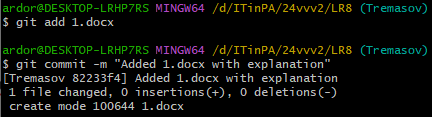 ardor@DESKTOP-LRHP7RS MINGW64 /d/ITinPA/24vvv2/LR8 (Tremasov)
$ git add 1.docx

ardor@DESKTOP-LRHP7RS MINGW64 /d/ITinPA/24vvv2/LR8 (Tremasov)
$ git commit -m "Added 1.docx with explanation"
[Tremasov 82233f4] Added 1.docx with explanation
 1 file changed, 0 insertions(+), 0 deletions(-)
 create mode 100644 1.docx